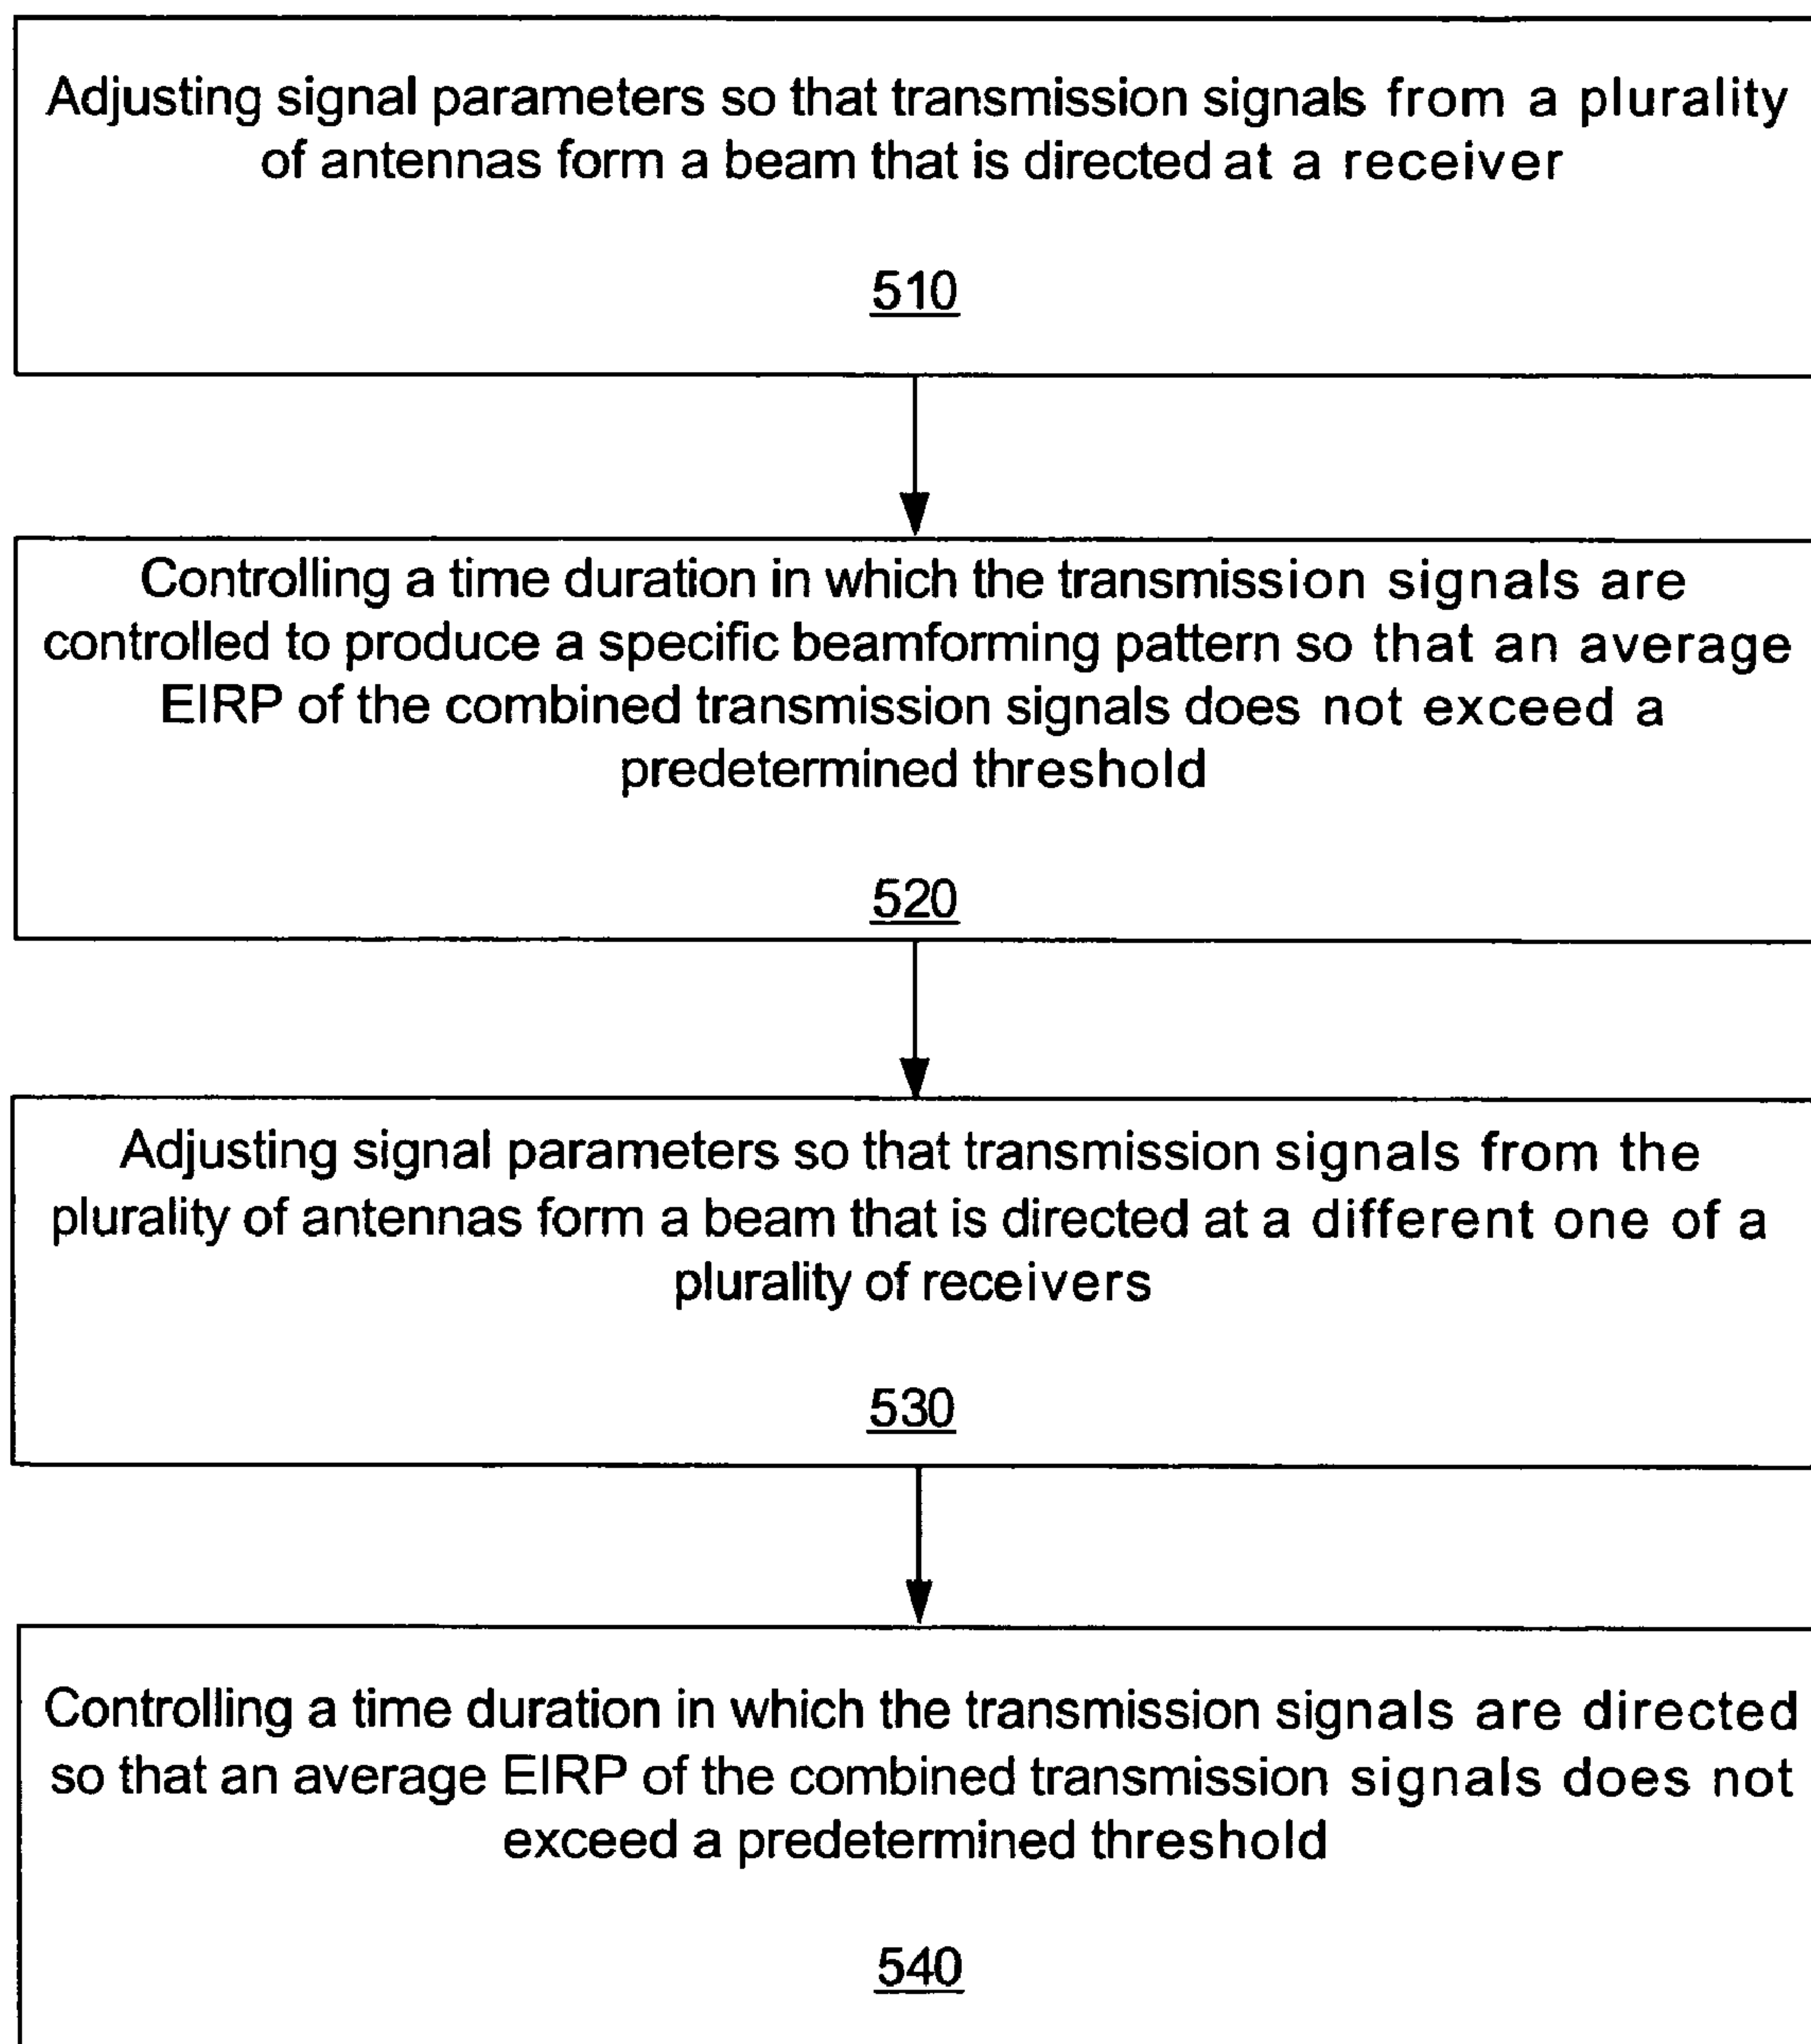 Adjusting signal parameters so that transmission signals from a plurality
of antennas form a beam that is directed at a receiver
510
Controlling a time duration in which the transmission signals are
controlled to produce a specific beamforming pattern so that an average
EIRP of the combined transmission signals does not exceed a
predetermined threshold
520
Adjusting signal parameters so that transmission signals from the
plurality of antennas form a beam that is directed at a different one of a
plurality of receivers
530
Controlling a time duration in which the transmission signals are directed
so that an average EIRP of the combined transmission signals does not
exceed a predetermined threshold
540